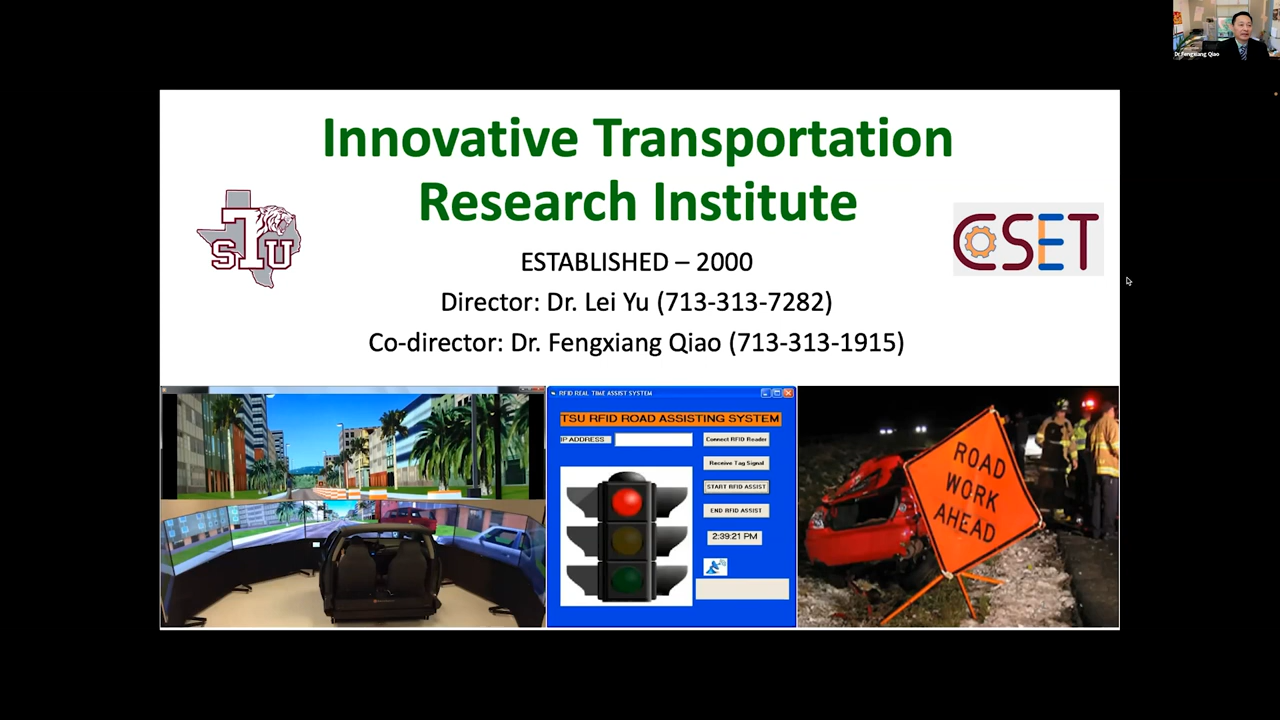 Dr Fengxiang Qiao
Innovative Transportation
Research Institute
TSU
CSET
ESTABLISHED – 2000
Director: Dr. Lei Yu (713-313-7282)
Co-director: Dr. Fengxiang Qiao (713-313-1915)
RFID REAL TIME ASSIST SYSTEM
TSU RFID ROAD ASSISTING SYSTEM
IP ADDRESS
Connect RFID Reader
Receive Tag Signal
START RFID ASSIST
END RFID ASSIST
2:39:21 PM
ROAD
WORK
AHEAD